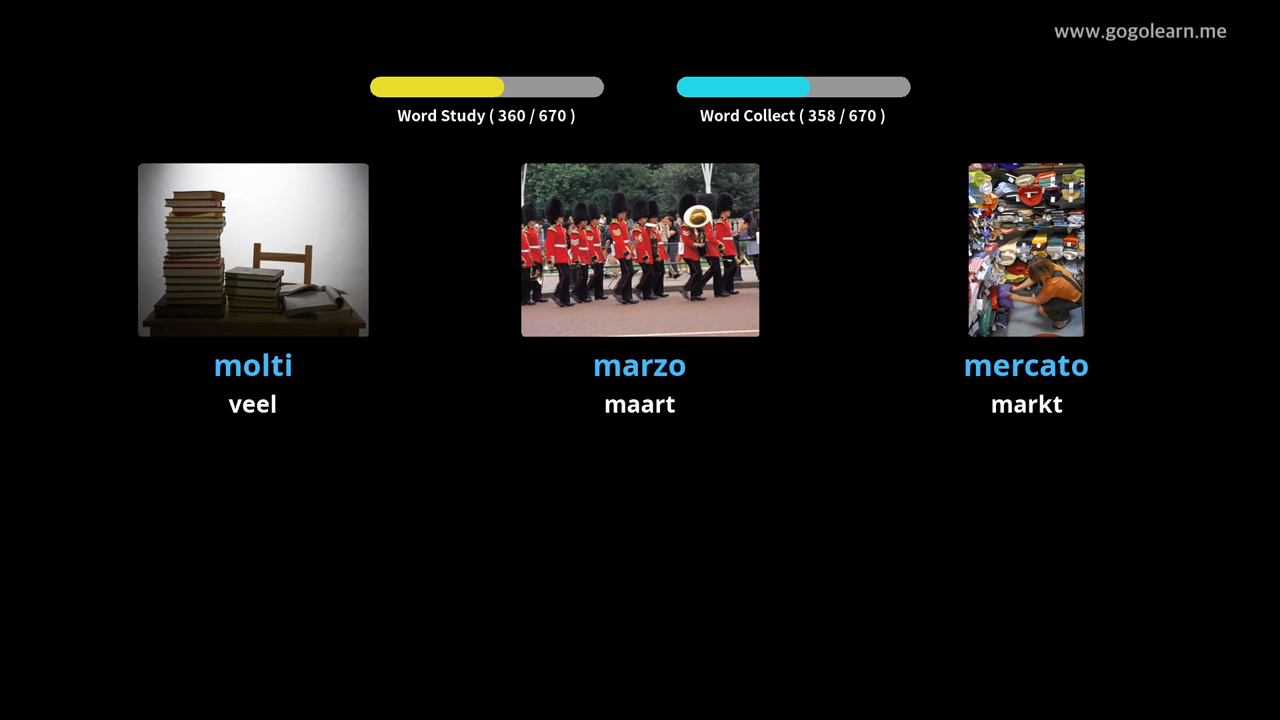 www.gogolearn.me
Word Study ( 360 / 670 )
Word Collect ( 358 / 670 )
molti
marzo
mercato
veel
maart
markt